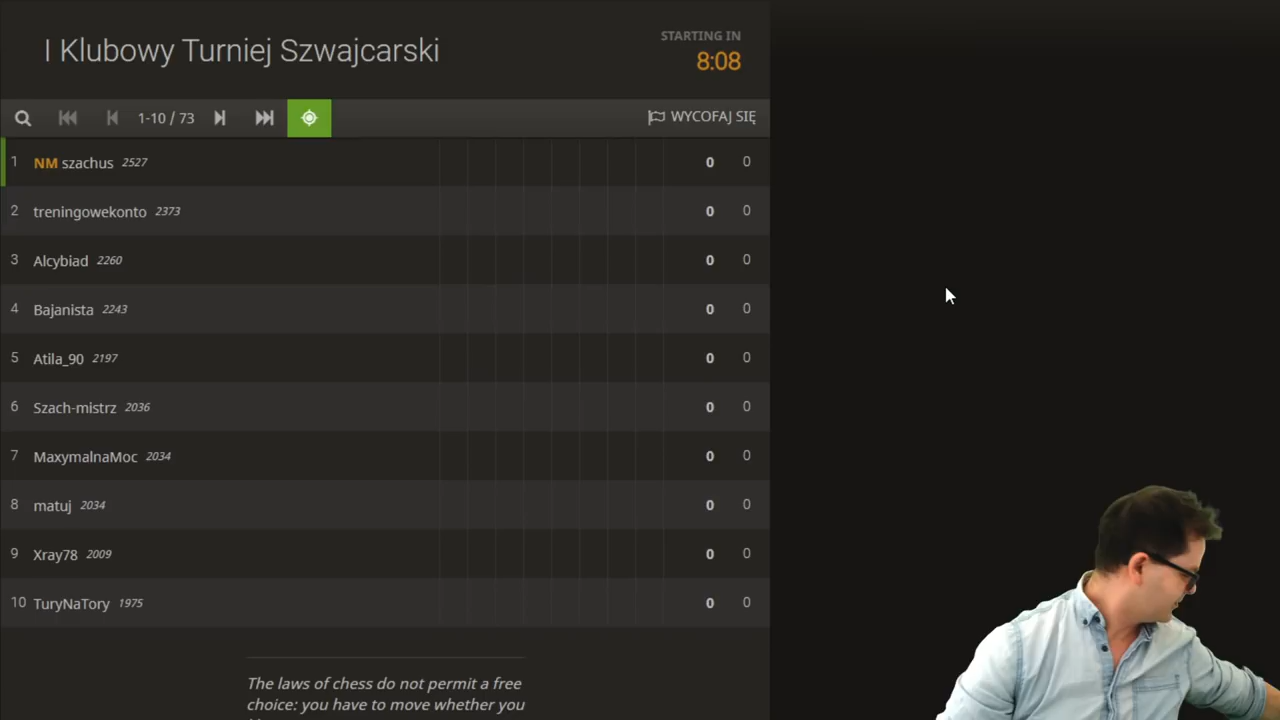 I Klubowy Turniej Szwajcarski
STARTING IN
8:08
1-10 / 73
WYCOFAJ SIĘ
1 NM szachus 2527 0 0
2 treningowekonto 2373 0 0
3 Alcybiad 2260 0 0
4 Bajanista 2243 0 0
5 Atila_90 2197 0 0
6 Szach-mistrz 2036 0 0
7 MaxymalnaMoc 2034 0 0
8 matuj 2034 0 0
9 Xray78 2009 0 0
10 TuryNaTory 1975 0 0
The laws of chess do not permit a free
choice: you have to move whether you